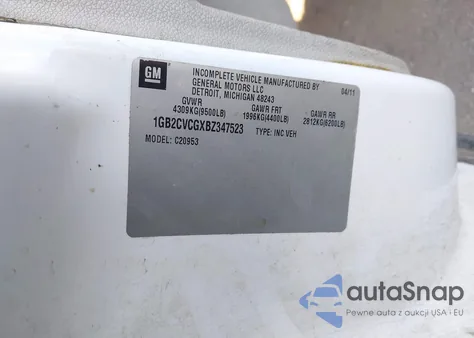 GM
INCOMPLETE VEHICLE MANUFACTURED BY
GENERAL MOTORS LLC
DETROIT, MICHIGAN 48243
04/11
GVWR GAWR FRT GAWR RR
4309KG(9500LB) 1996KG(4400LB) 2812KG(6200LB)
1GB2CVCGXBZ347523 TYPE: INC VEH
MODEL: C20953
autoSnap
Pewne auta z aukcji USA i EU